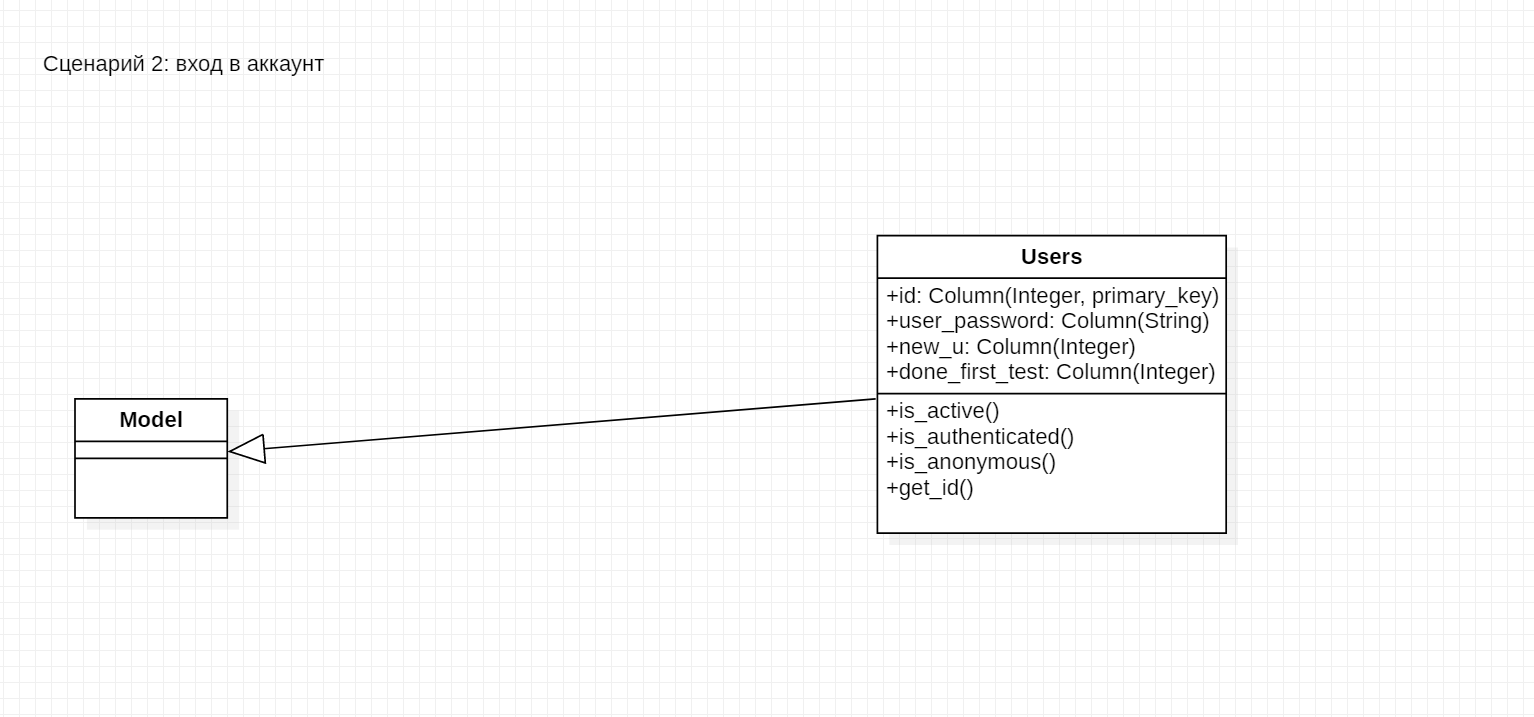 Сценарий 2: вход в аккаунт
Users
+id: Column(Integer, primary_key)
+user_password: Column(String)
+new_u: Column(Integer)
+done_first_test: Column(Integer)
+is_active()
+is_authenticated()
+is_anonymous()
+get_id()
Model